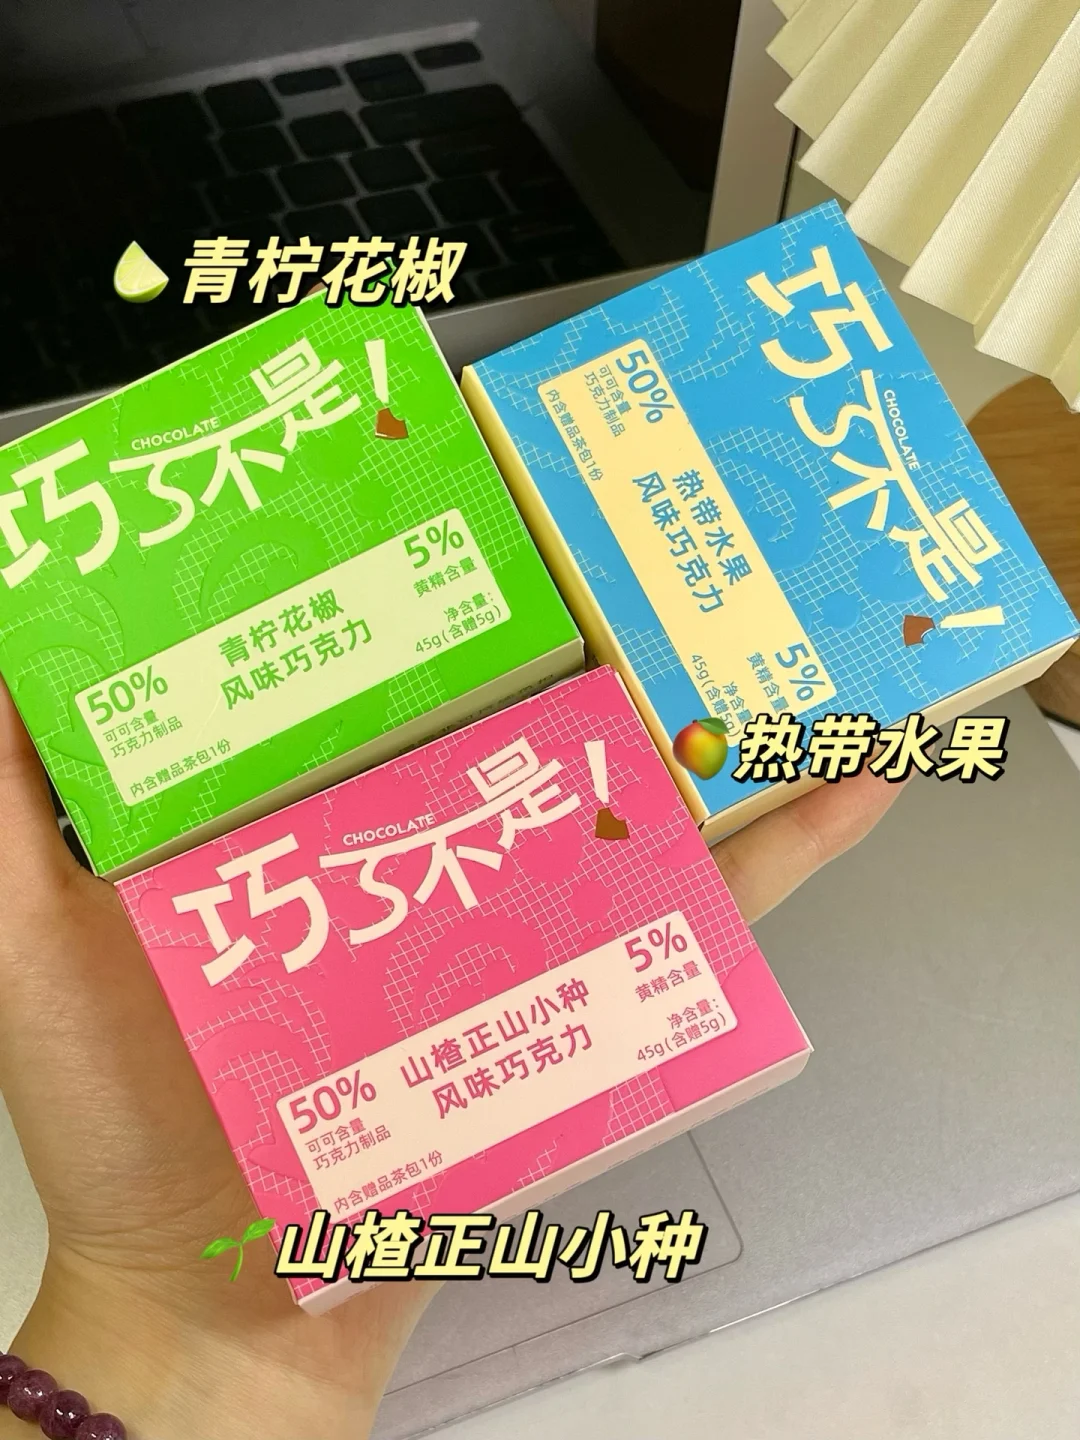 青柠花椒
巧了不是!
CHOCOLATE
5%
黄精含量
净含量:
45g(含赠5g)
青柠花椒
风味巧克力
50%
可可含量
巧克力制品
内含赠品茶包1份
巧了不是!
CHOCOLATE
50%
可可含量
巧克力制品
内含赠品茶包1份
热带水果
风味巧克力
5%
黄精含量
净含
45g(含赠5g)
热带水果
巧了不是!
CHOCOLATE
5%
黄精含量
净含量:
45g(含赠5g)
山楂正山小种
风味巧克力
50%
可可含量
巧克力制品
内含赠品茶包1份
山楂正山小种